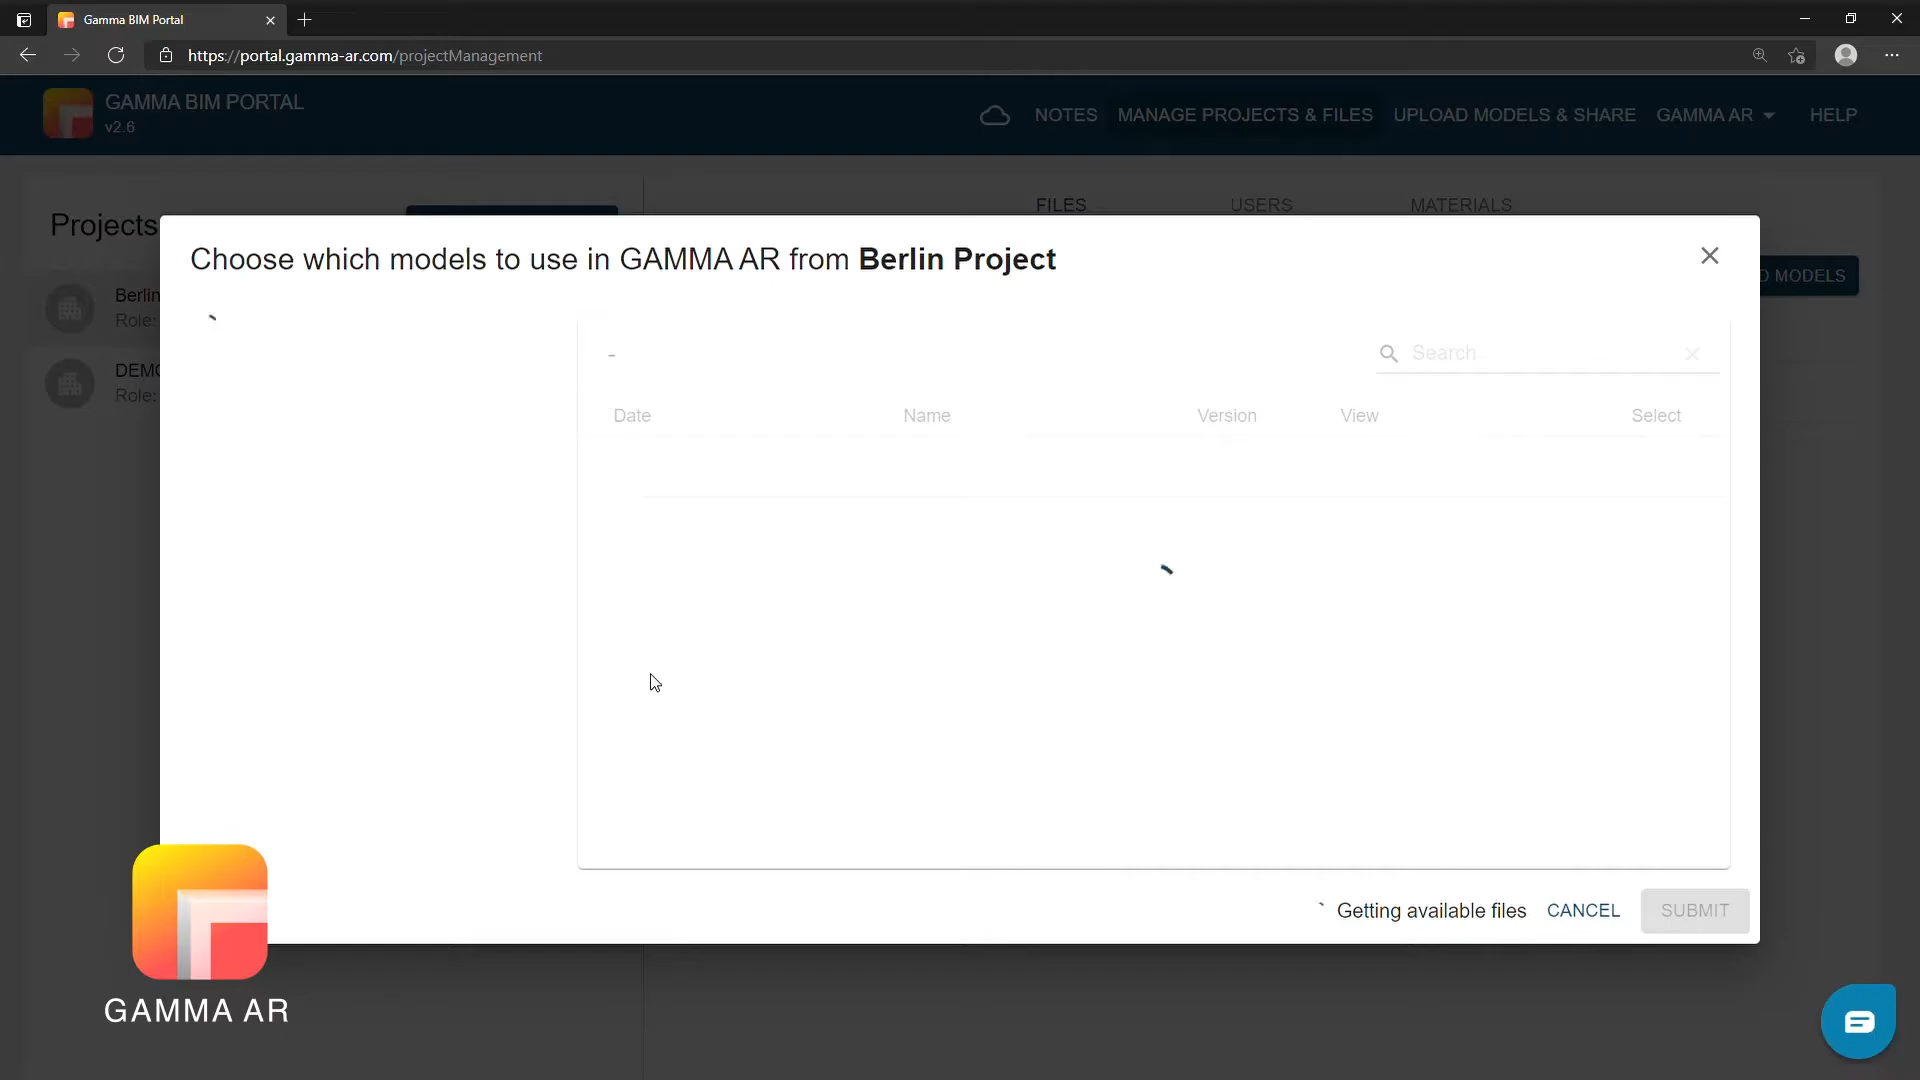 Gamma BIM Portal
https://portal.gamma-ar.com/projectManagement
GAMMA BIM PORTAL
v2.6
NOTES
MANAGE PROJECTS & FILES
UPLOAD MODELS & SHARE
GAMMA AR
HELP
Projects
FILES
USERS
MATERIALS
Choose which models to use in GAMMA AR from Berlin Project
D MODELS
Berlin
Role:
DEMO
Role:
-
Search
Date
Name
Version
View
Select
Getting available files
CANCEL
SUBMIT
GAMMA AR